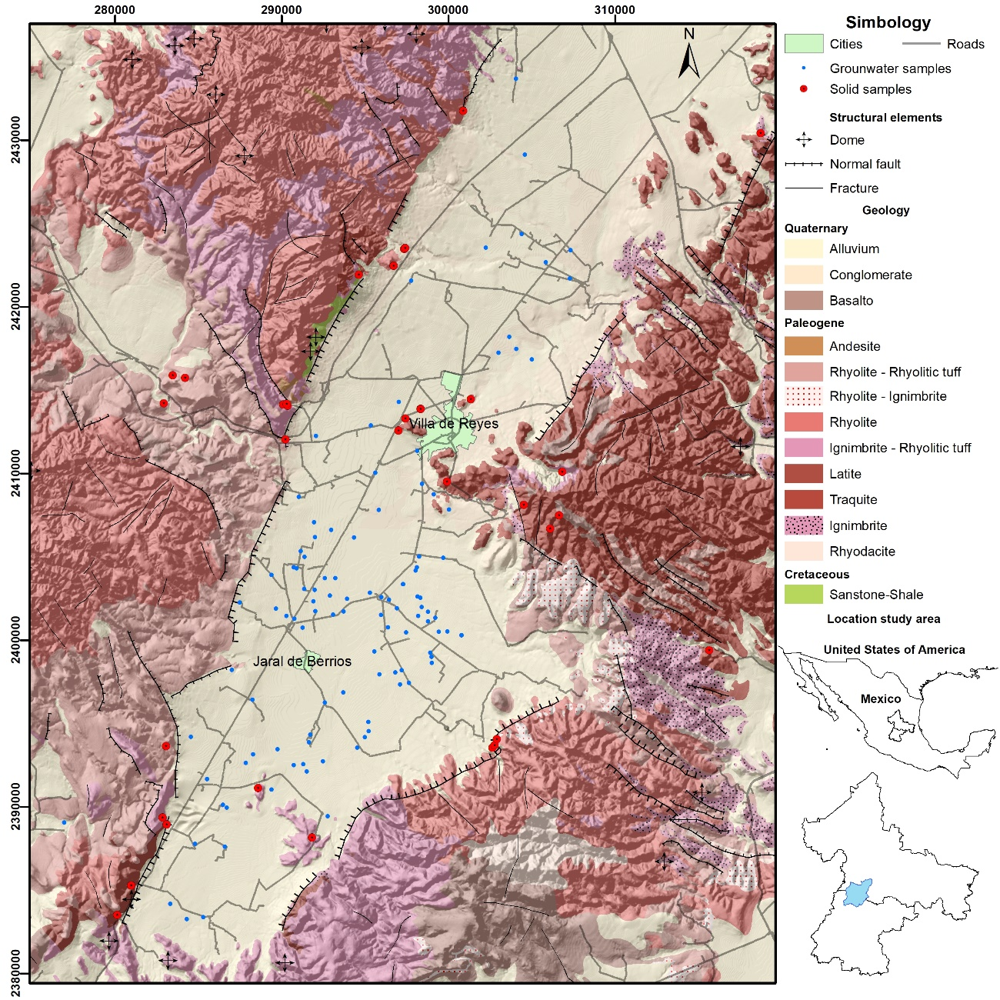 280000 290000 300000 310000
2430000
2420000
2410000
2400000
2390000
2380000
N
Villa de Reyes
Jaral de Berrios
Simbology
Cities Roads
Grounwater samples
Solid samples
Structural elements
Dome
Normal fault
Fracture
Geology
Quaternary
Alluvium
Conglomerate
Basalto
Paleogene
Andesite
Rhyolite - Rhyolitic tuff
Rhyolite - Ignimbrite
Rhyolite
Ignimbrite - Rhyolitic tuff
Latite
Traquite
Ignimbrite
Rhyodacite
Cretaceous
Sanstone-Shale
Location study area
United States of America
Mexico